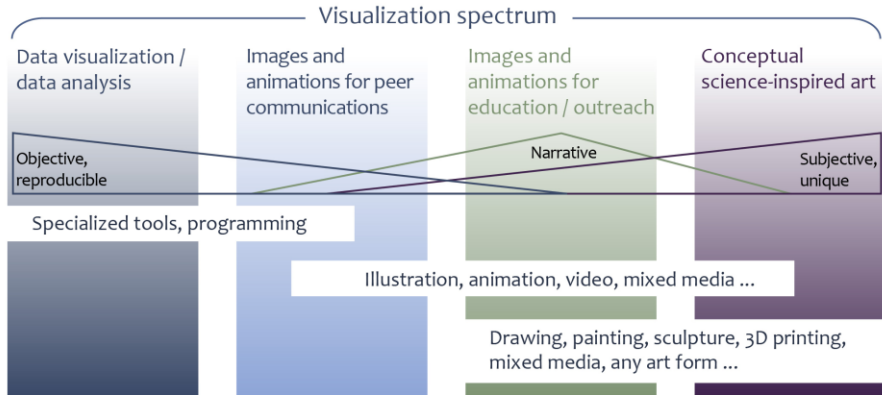 Visualization spectrum
Data visualization /
data analysis
Images and
animations for peer
communications
Images and
animations for
education / outreach
Conceptual
science-inspired art
Objective,
reproducible
Narrative
Subjective,
unique
Specialized tools, programming
Illustration, animation, video, mixed media ...
Drawing, painting, sculpture, 3D printing,
mixed media, any art form ...